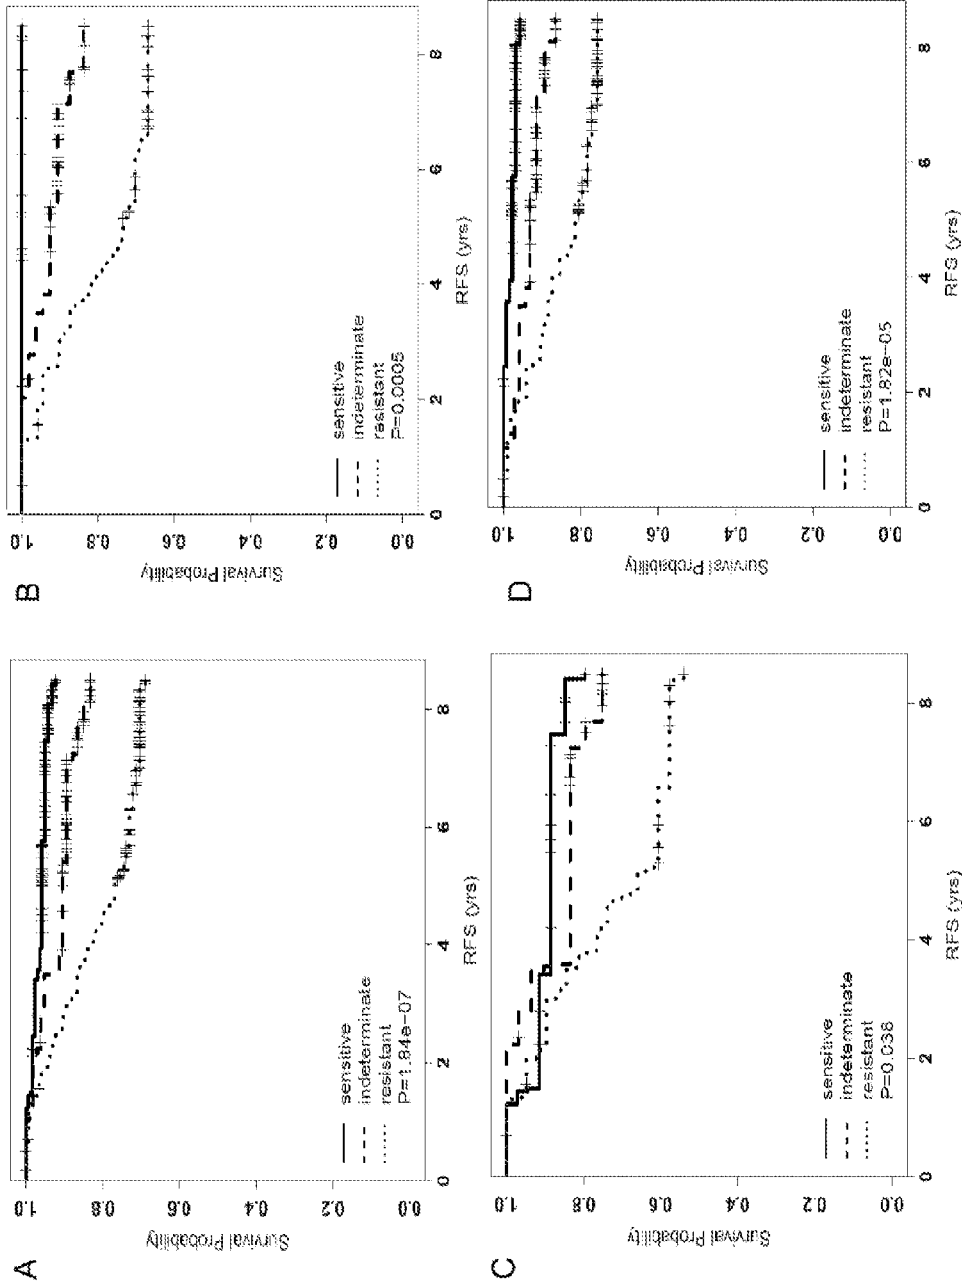 A
1.0
0.8
0.6
0.4
0.2
0.0
Survival Probability
sensitive
indeterminate
resistant
P=1.84e-07
0
2
4
6
8
RFS (yrs)
B
1.0
0.8
0.6
0.4
0.2
0.0
Survival Probability
sensitive
indeterminate
resistant
P=0.0005
0
2
4
6
8
RFS (yrs)
C
1.0
0.8
0.6
0.4
0.2
0.0
Survival Probability
sensitive
indeterminate
resistant
P=0.038
0
2
4
6
8
RFS (yrs)
D
1.0
0.8
0.6
0.4
0.2
0.0
Survival Probability
sensitive
indeterminate
resistant
P=1.82e-05
0
2
4
6
8
RFS (yrs)